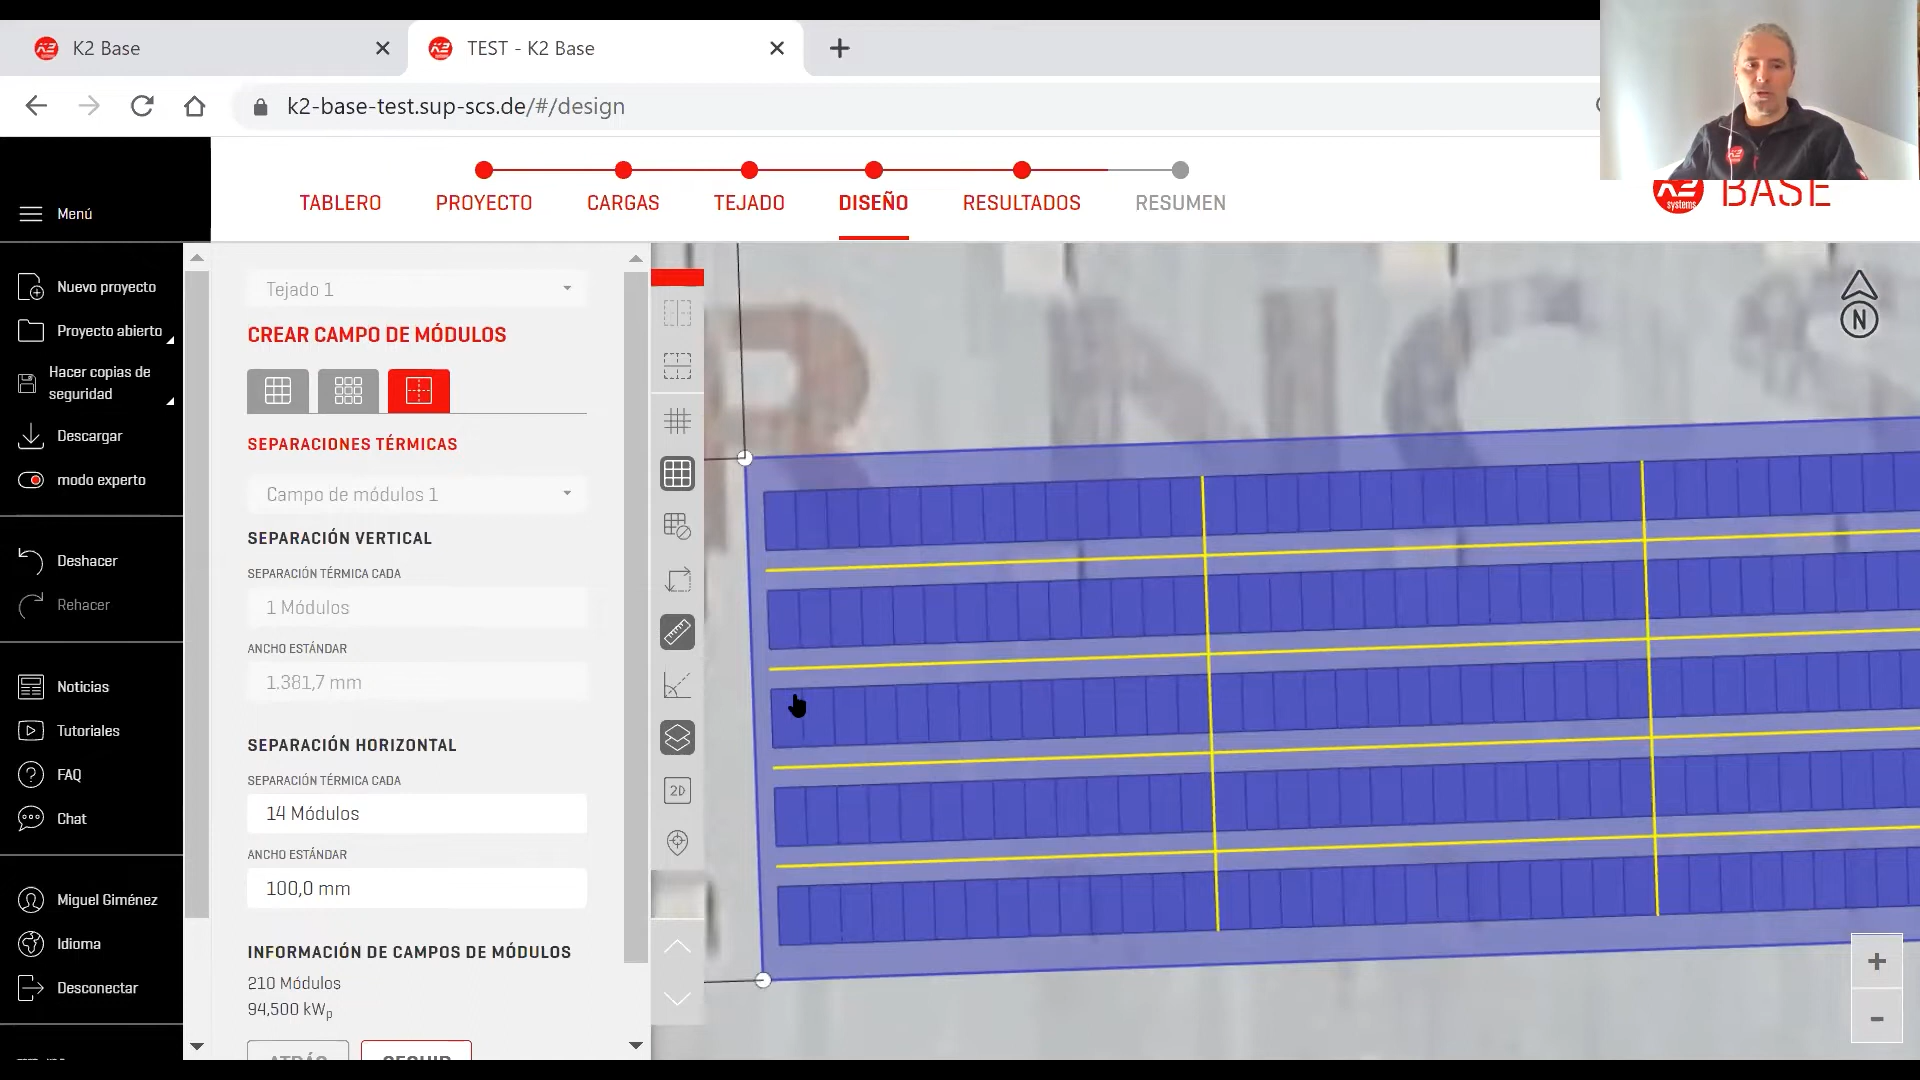 K2 Base
TEST - K2 Base
k2-base-test.sup-scs.de/#/design
TABLERO
PROYECTO
CARGAS
TEJADO
DISEÑO
RESULTADOS
RESUMEN
K2
systems
BASE
Menú
Nuevo proyecto
Proyecto abierto
Hacer copias de
seguridad
Descargar
modo experto
Deshacer
Rehacer
Noticias
Tutoriales
FAQ
Chat
Miguel Giménez
Idioma
Desconectar
Tejado 1
CREAR CAMPO DE MÓDULOS
SEPARACIONES TÉRMICAS
Campo de módulos 1
SEPARACIÓN VERTICAL
SEPARACIÓN TÉRMICA CADA
1 Módulos
ANCHO ESTÁNDAR
1.381,7 mm
SEPARACIÓN HORIZONTAL
SEPARACIÓN TÉRMICA CADA
14 Módulos
ANCHO ESTÁNDAR
100,0 mm
INFORMACIÓN DE CAMPOS DE MÓDULOS
210 Módulos
94,500 kWp
ATRÁS
SEGUIR
2D
N